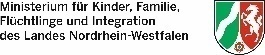 Ministerium für Kinder, Familie,
Flüchtlinge und Integration
des Landes Nordrhein-Westfalen